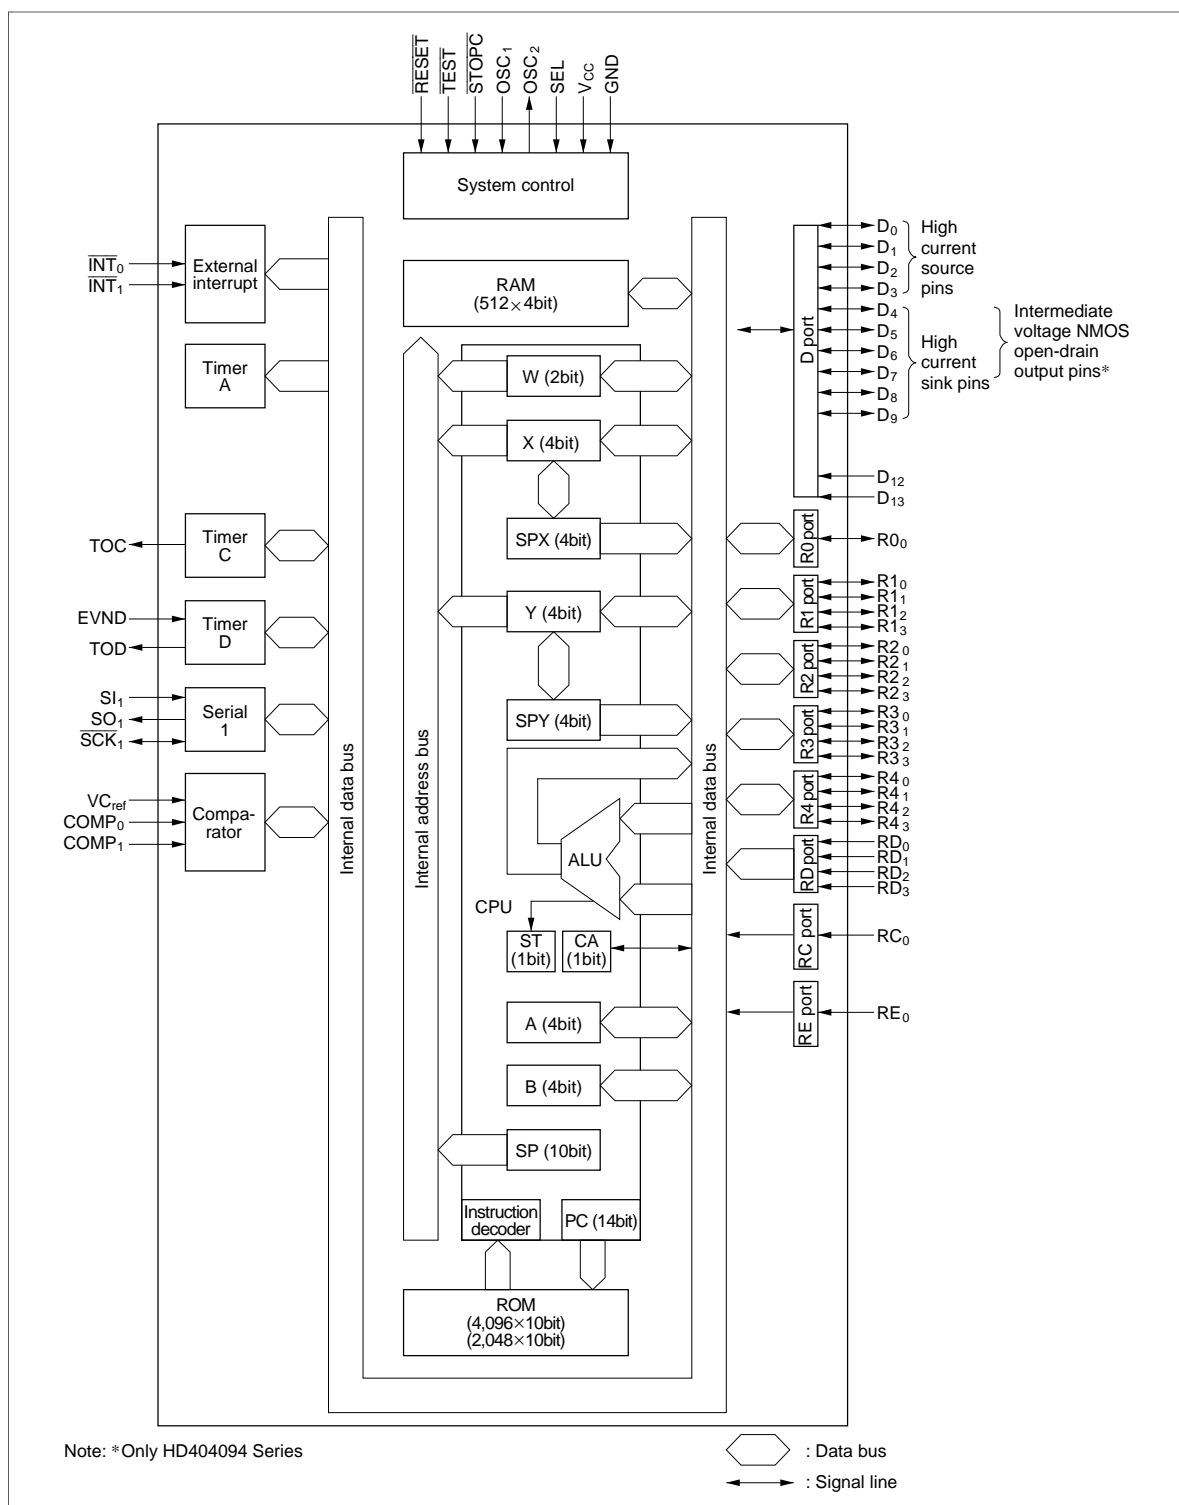 RESET
TEST
STOPC
OSC1
OSC2
SEL
VCC
GND
System control
INT0
INT1
External
interrupt
Timer
A
TOC
Timer
C
EVND
TOD
Timer
D
SI1
SO1
SCK1
Serial
1
VCref
COMP0
COMP1
Compa-
rator
Internal data bus
Internal address bus
RAM
(512×4bit)
W (2bit)
X (4bit)
SPX (4bit)
Y (4bit)
SPY (4bit)
ALU
CPU
ST
(1bit)
CA
(1bit)
A (4bit)
B (4bit)
SP (10bit)
Instruction
decoder
PC (14bit)
ROM
(4,096×10bit)
(2,048×10bit)
Internal data bus
D port
D0
D1
D2
D3
High
current
source
pins
D4
D5
D6
D7
D8
D9
High
current
sink pins
Intermediate
voltage NMOS
open-drain
output pins*
D12
D13
R0 port
R00
R1 port
R10
R11
R12
R13
R2 port
R20
R21
R22
R23
R3 port
R30
R31
R32
R33
R4 port
R40
R41
R42
R43
RD port
RD0
RD1
RD2
RD3
RC port
RC0
RE port
RE0
Note: *Only HD404094 Series
: Data bus
: Signal line